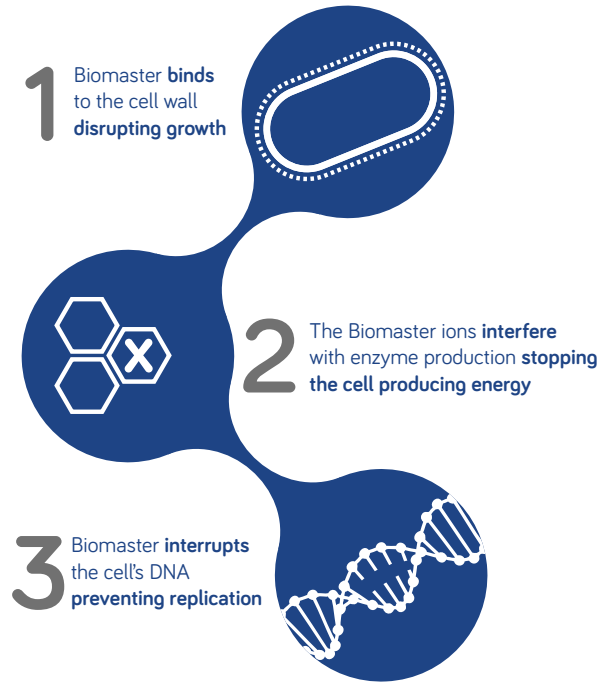 1
Biomaster binds
to the cell wall
disrupting growth
X
2
The Biomaster ions interfere
with enzyme production stopping
the cell producing energy
3
Biomaster interrupts
the cell's DNA
preventing replication